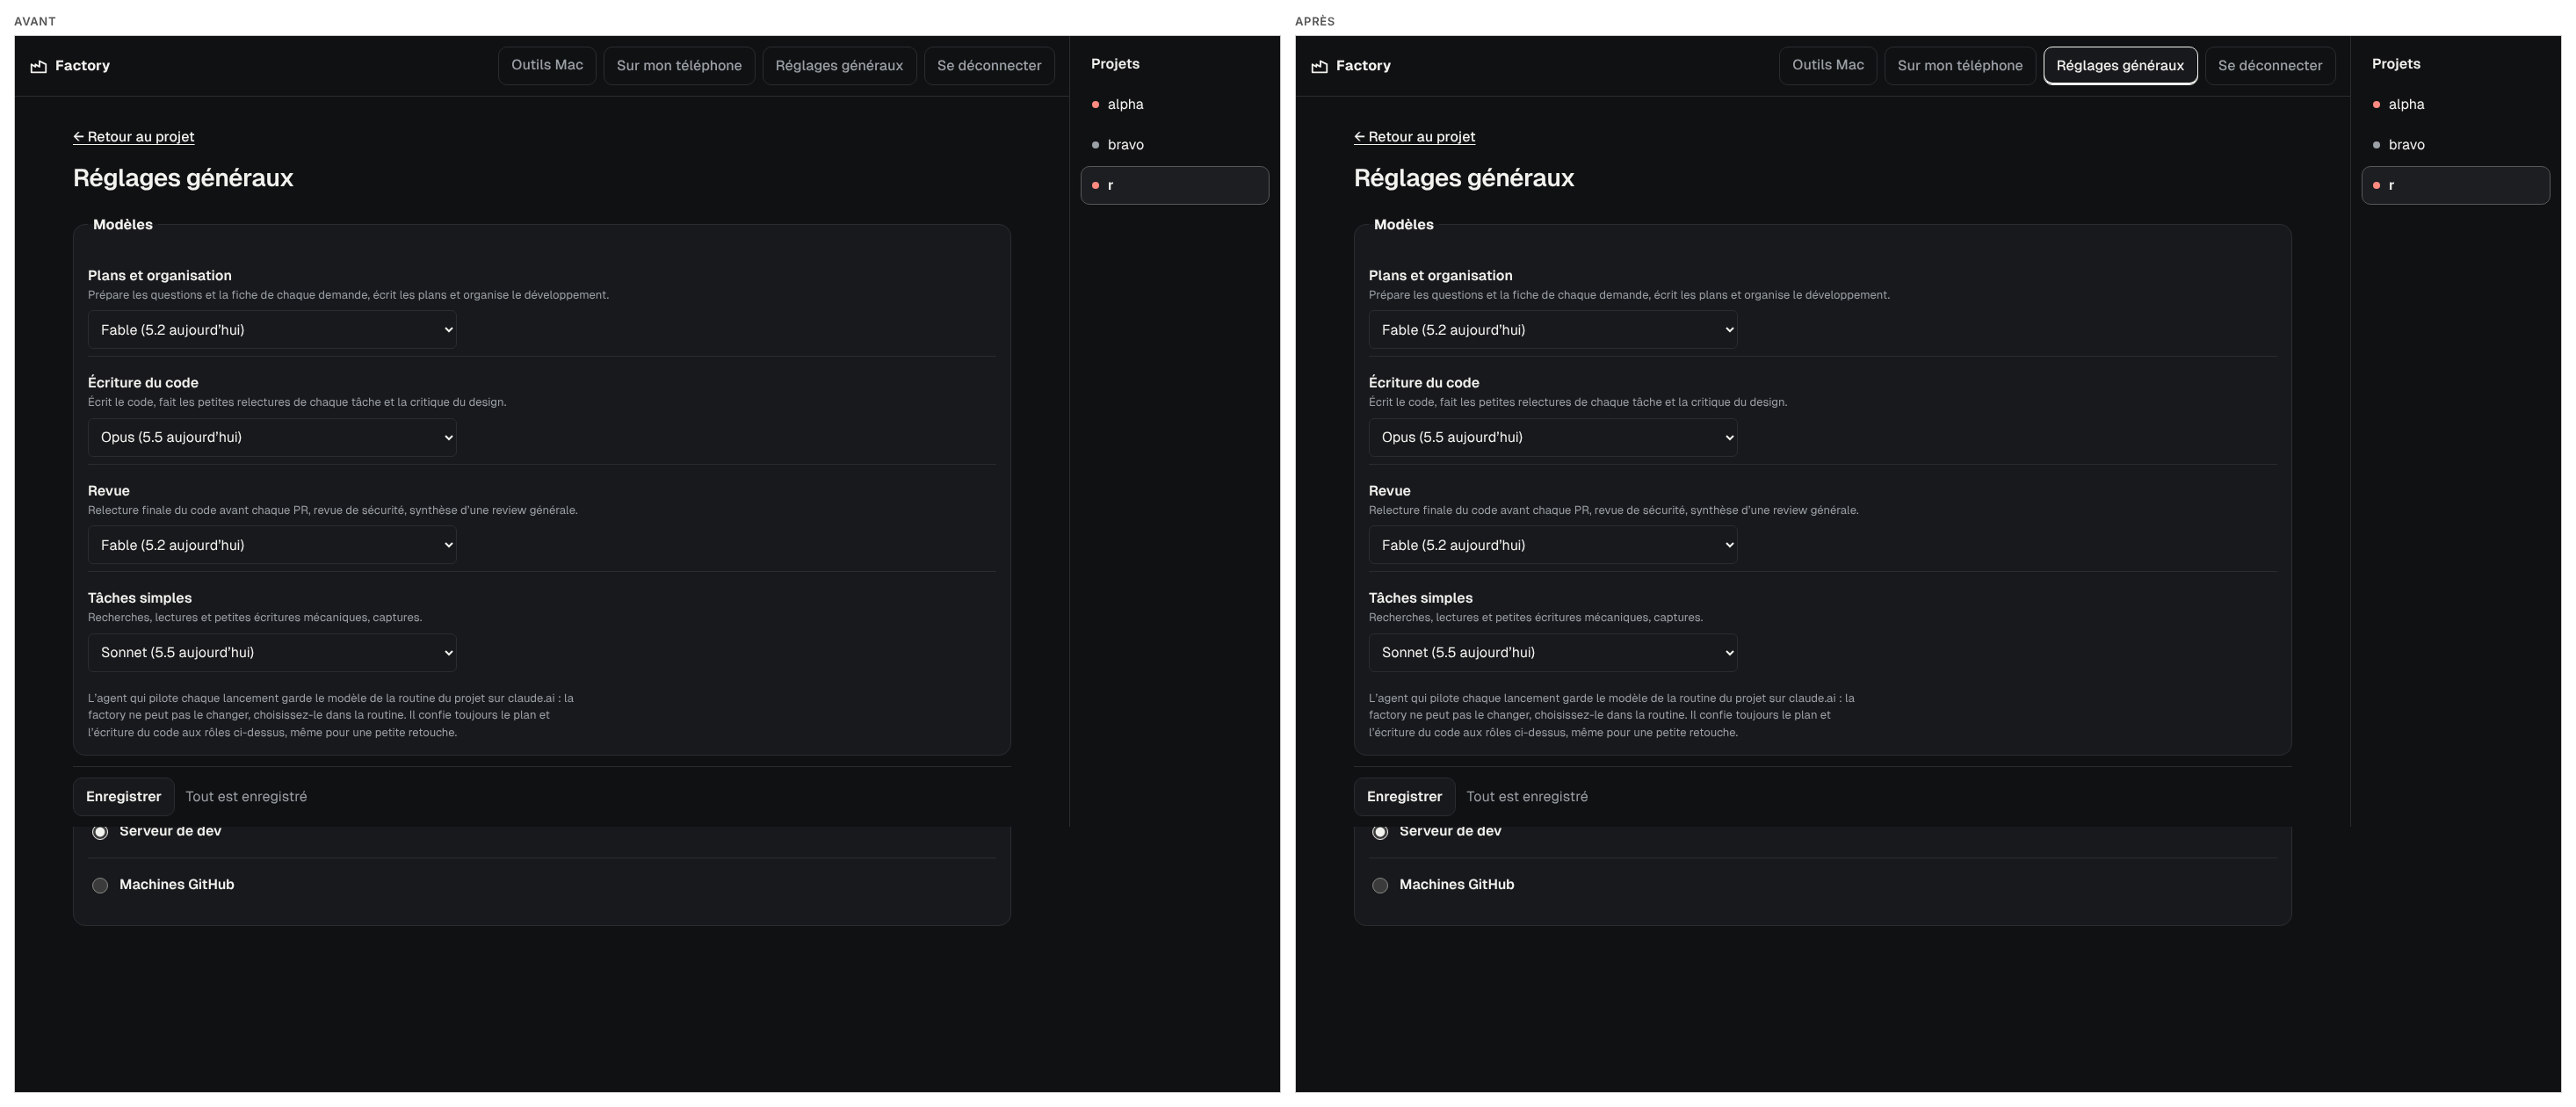 AVANT
Factory
Outils Mac
Sur mon téléphone
Réglages généraux
Se déconnecter
Projets
alpha
bravo
r
← Retour au projet
Réglages généraux
Modèles
Plans et organisation
Prépare les questions et la fiche de chaque demande, écrit les plans et organise le développement.
Fable (5.2 aujourd’hui)
Écriture du code
Écrit le code, fait les petites relectures de chaque tâche et la critique du design.
Opus (5.5 aujourd’hui)
Revue
Relecture finale du code avant chaque PR, revue de sécurité, synthèse d’une review générale.
Fable (5.2 aujourd’hui)
Tâches simples
Recherches, lectures et petites écritures mécaniques, captures.
Sonnet (5.5 aujourd’hui)
L’agent qui pilote chaque lancement garde le modèle de la routine du projet sur claude.ai : la
factory ne peut pas le changer, choisissez-le dans la routine. Il confie toujours le plan et
l’écriture du code aux rôles ci-dessus, même pour une petite retouche.
Enregistrer
Tout est enregistré
Serveur de dev
Machines GitHub
APRÈS
Factory
Outils Mac
Sur mon téléphone
Réglages généraux
Se déconnecter
Projets
alpha
bravo
r
← Retour au projet
Réglages généraux
Modèles
Plans et organisation
Prépare les questions et la fiche de chaque demande, écrit les plans et organise le développement.
Fable (5.2 aujourd’hui)
Écriture du code
Écrit le code, fait les petites relectures de chaque tâche et la critique du design.
Opus (5.5 aujourd’hui)
Revue
Relecture finale du code avant chaque PR, revue de sécurité, synthèse d’une review générale.
Fable (5.2 aujourd’hui)
Tâches simples
Recherches, lectures et petites écritures mécaniques, captures.
Sonnet (5.5 aujourd’hui)
L’agent qui pilote chaque lancement garde le modèle de la routine du projet sur claude.ai : la
factory ne peut pas le changer, choisissez-le dans la routine. Il confie toujours le plan et
l’écriture du code aux rôles ci-dessus, même pour une petite retouche.
Enregistrer
Tout est enregistré
Serveur de dev
Machines GitHub